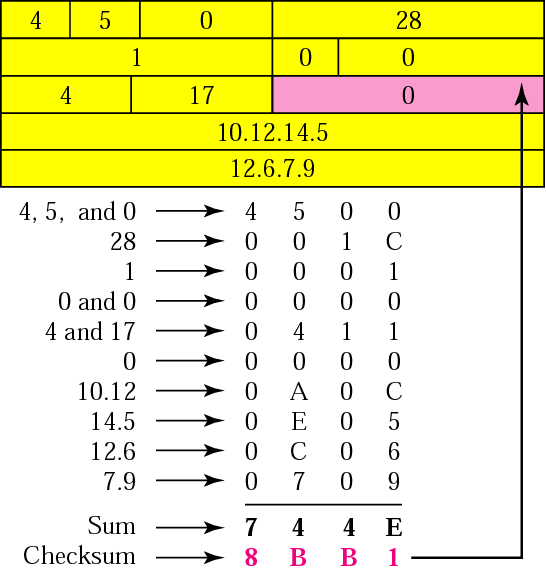 4 5 0 28
1 0 0
4 17 0
10.12.14.5
12.6.7.9
4, 5, and 0 4 5 0 0
28 0 0 1 C
1 0 0 0 1
0 and 0 0 0 0 0
4 and 17 0 4 1 1
0 0 0 0 0
10.12 0 A 0 C
14.5 0 E 0 5
12.6 0 C 0 6
7.9 0 7 0 9
Sum 7 4 4 E
Checksum 8 B B 1